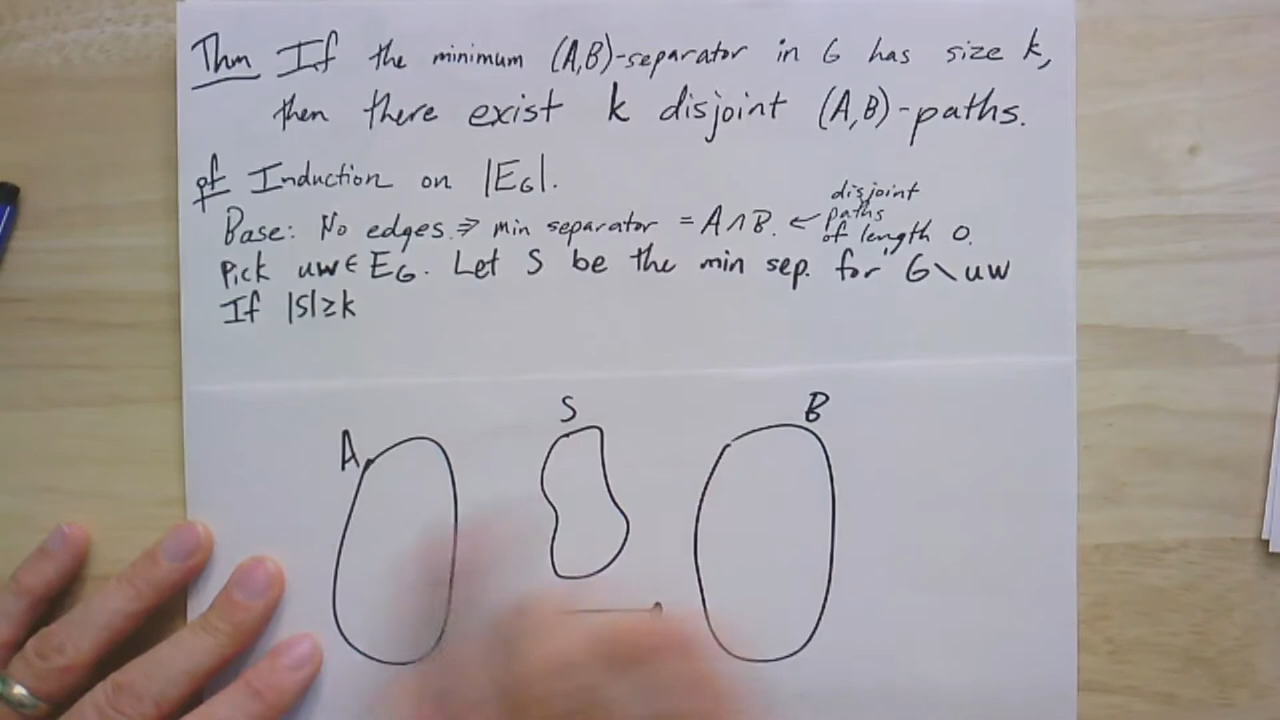 Thm If the minimum (A,B)-separator in G has size k,
then there exist k disjoint (A,B)-paths.
pf Induction on |E_G|.
Base: No edges ⇒ min separator = A∩B. ← disjoint paths of length 0.
Pick uw ∈ E_G. Let S be the min sep. for G \ uw
If |S| ≥ k
A
S
B